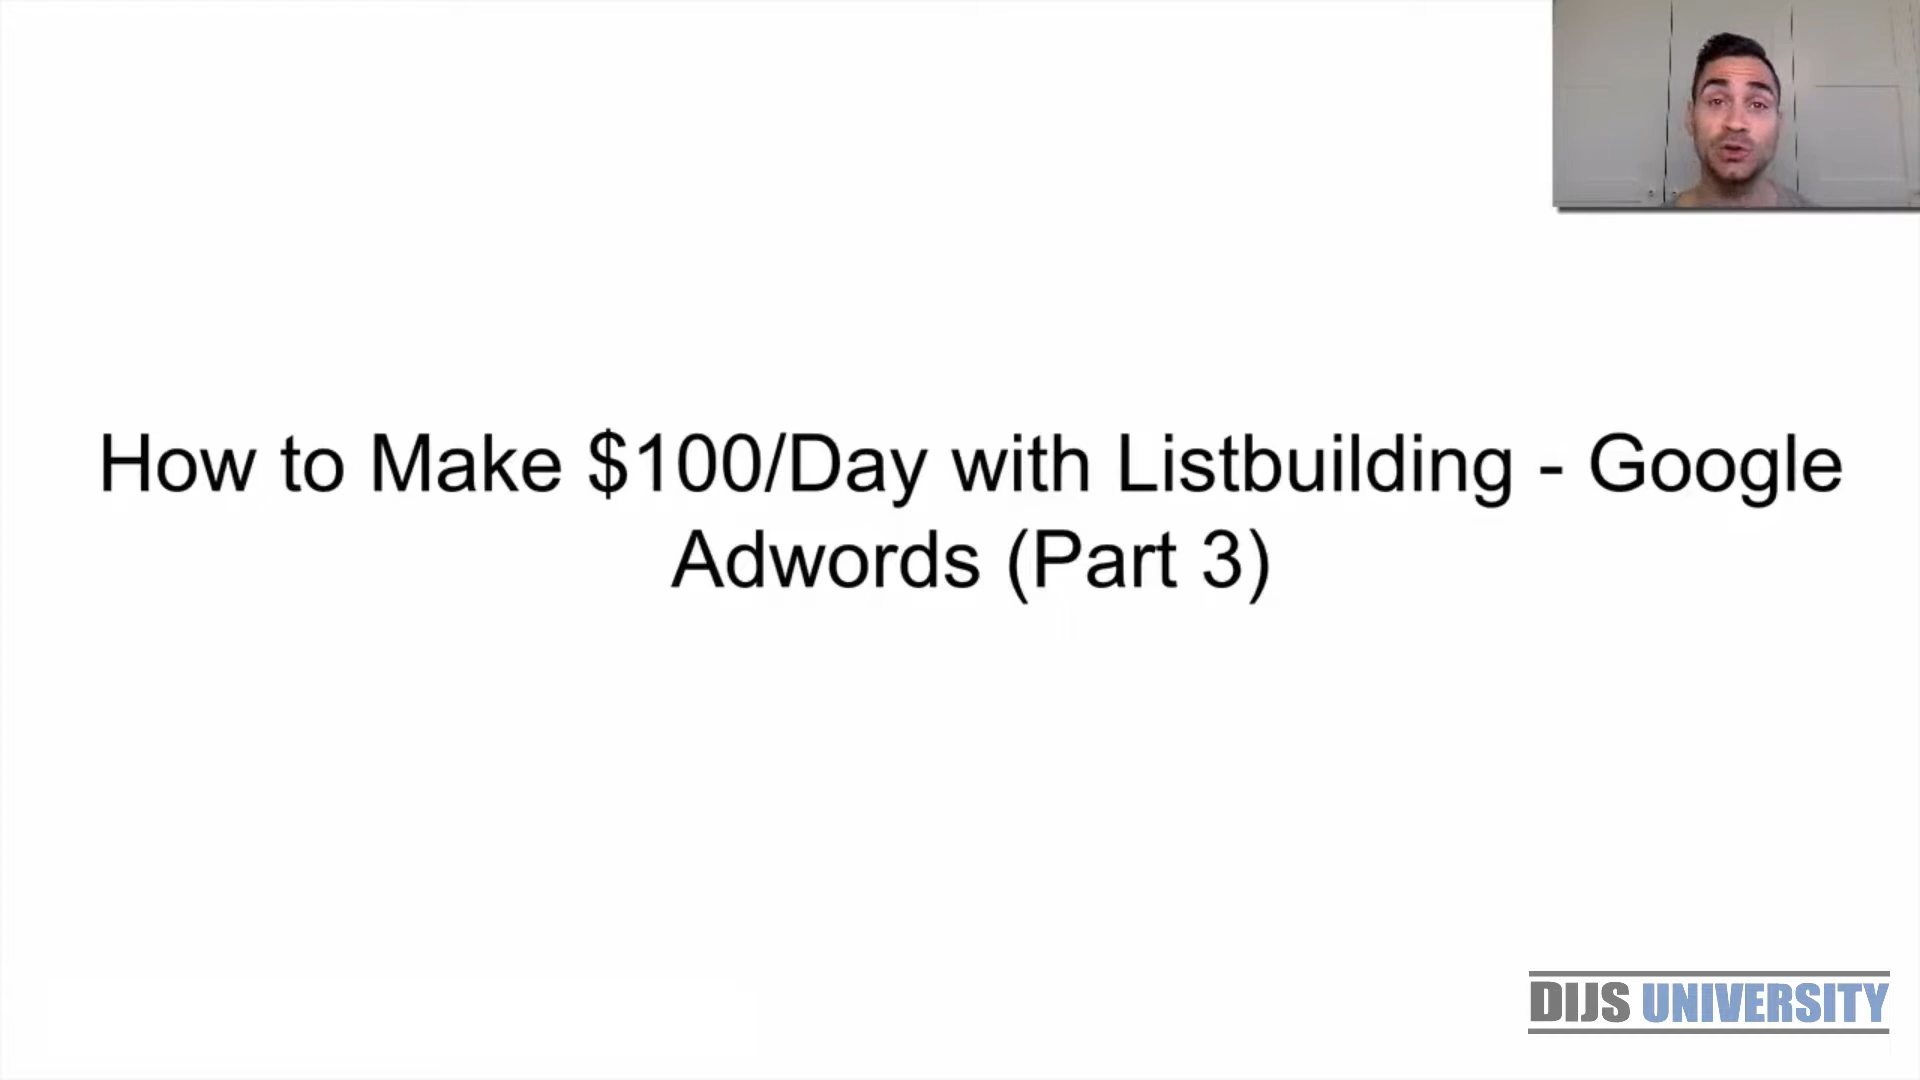 How to Make $100/Day with Listbuilding - Google
Adwords (Part 3)
DIJS UNIVERSITY